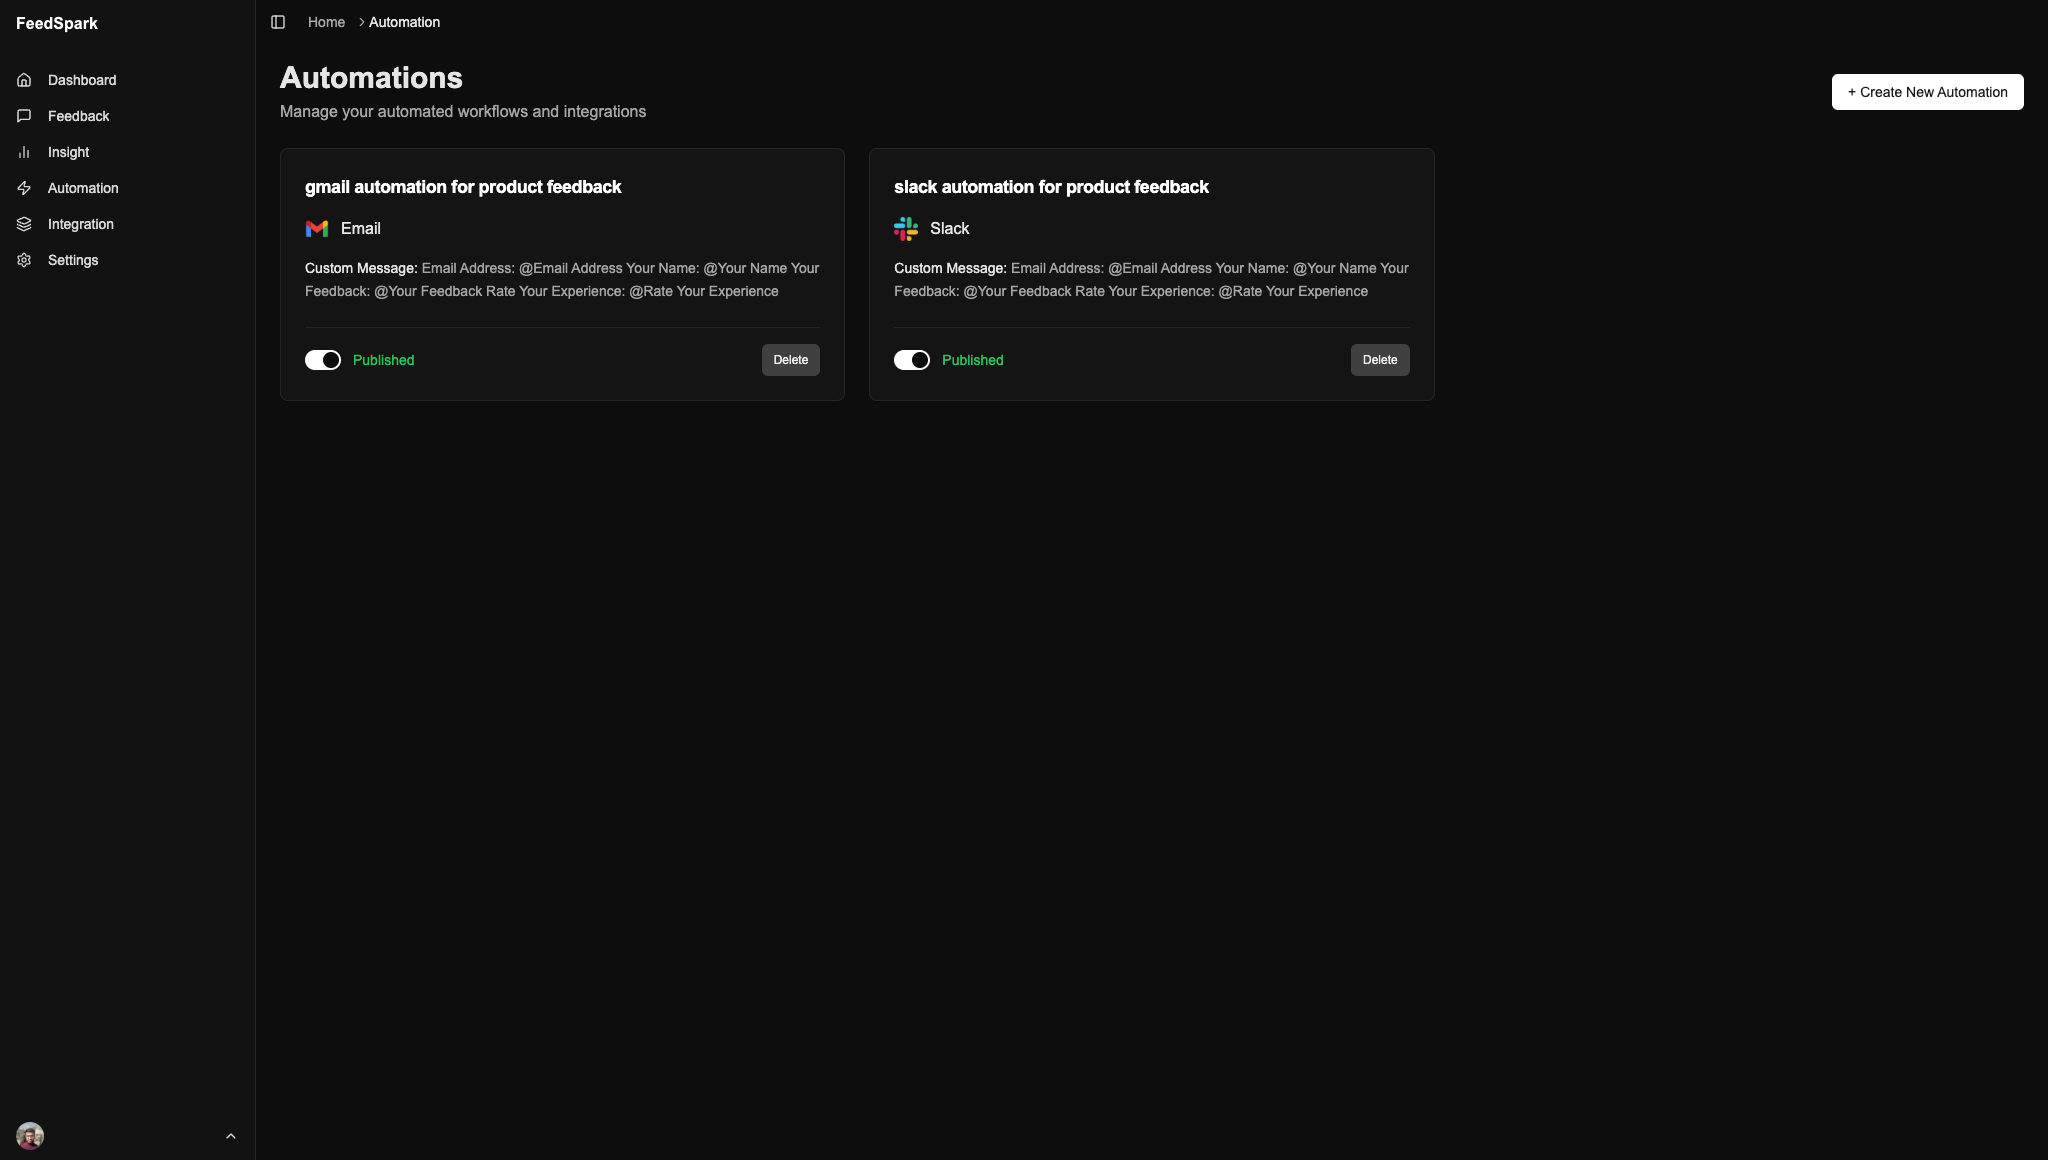 FeedSpark
Dashboard
Feedback
Insight
Automation
Integration
Settings
Home > Automation
Automations
Manage your automated workflows and integrations
+ Create New Automation
gmail automation for product feedback
Email
Custom Message: Email Address: @Email Address Your Name: @Your Name Your
Feedback: @Your Feedback Rate Your Experience: @Rate Your Experience
Published
Delete
slack automation for product feedback
Slack
Custom Message: Email Address: @Email Address Your Name: @Your Name Your
Feedback: @Your Feedback Rate Your Experience: @Rate Your Experience
Published
Delete